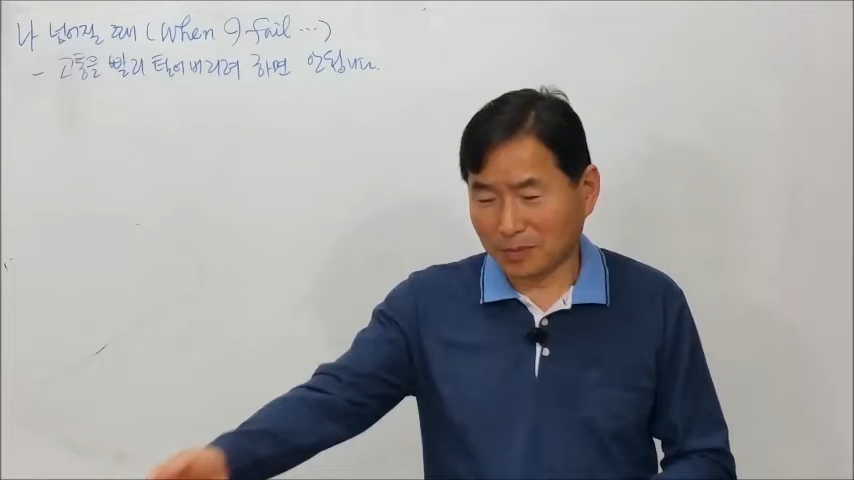 나 넘어질 때 (When I fail ...)
- 고통을 빨리 털어버리려 하면 안됩니다.